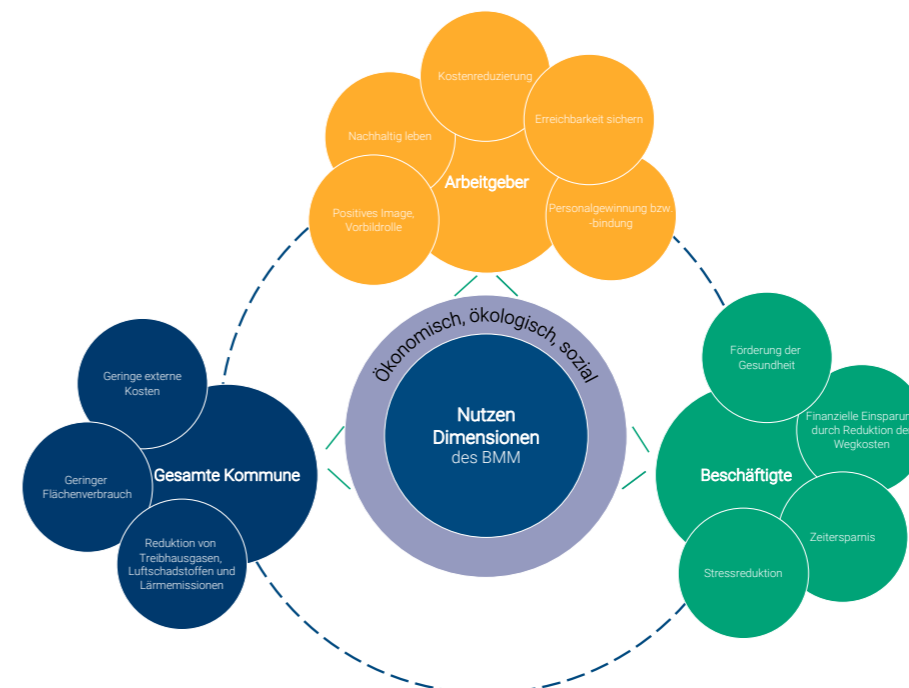 Kostenreduzierung
Erreichbarkeit sichern
Nachhaltig leben
Arbeitgeber
Personalgewinnung bzw.
-bindung
Positives Image,
Vorbildrolle
Ökonomisch, ökologisch, sozial
Nutzen
Dimensionen
des BMM
Geringe externe
Kosten
Gesamte Kommune
Geringer
Flächenverbrauch
Reduktion von
Treibhausgasen,
Luftschadstoffen und
Lärmemissionen
Förderung der
Gesundheit
Finanzielle Einsparun
durch Reduktion de
Wegkosten
Beschäftigte
Zeitersparnis
Stressreduktion